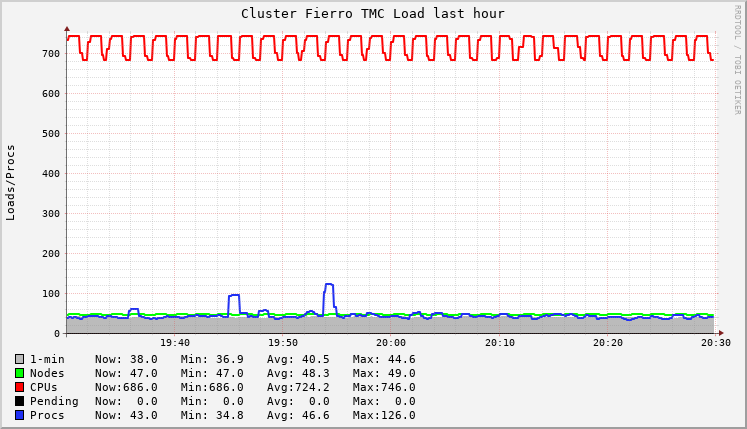 Cluster Fierro TMC Load last hour
RRDTOOL / TOBI OETIKER
Loads/Procs
700
600
500
400
300
200
100
0
19:40 19:50 20:00 20:10 20:20 20:30
1-min Now: 38.0 Min: 36.9 Avg: 40.5 Max: 44.6
Nodes Now: 47.0 Min: 47.0 Avg: 48.3 Max: 49.0
CPUs Now:686.0 Min:686.0 Avg:724.2 Max:746.0
Pending Now: 0.0 Min: 0.0 Avg: 0.0 Max: 0.0
Procs Now: 43.0 Min: 34.8 Avg: 46.6 Max:126.0